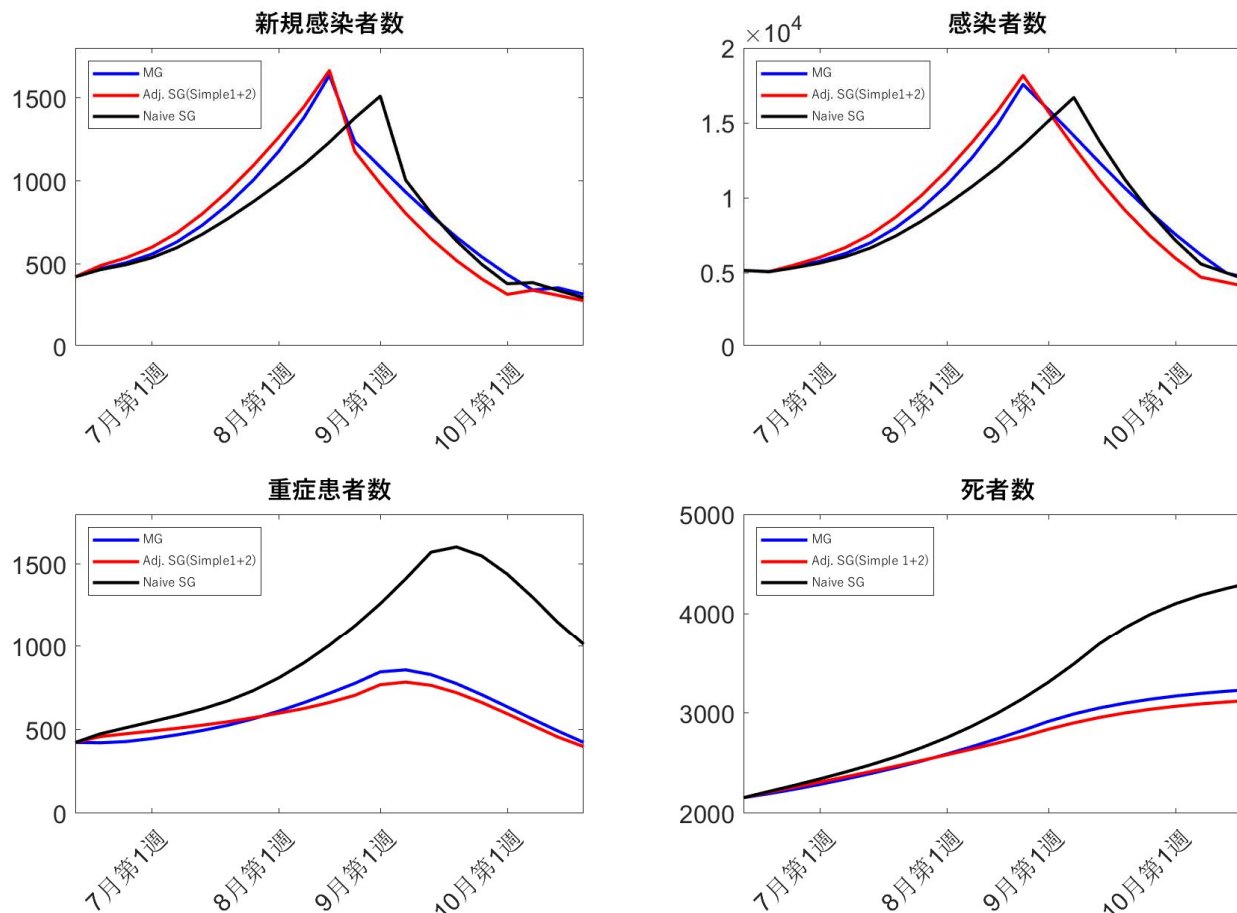 新規感染者数
MG
Adj. SG(Simple1+2)
Naive SG
1500
1000
500
0
7月第1週
8月第1週
9月第1週
10月第1週
感染者数
×10⁴
MG
Adj. SG(Simple1+2)
Naive SG
2
1.5
1
0.5
0
7月第1週
8月第1週
9月第1週
10月第1週
重症患者数
MG
Adj. SG(Simple1+2)
Naive SG
1500
1000
500
0
7月第1週
8月第1週
9月第1週
10月第1週
死者数
MG
Adj. SG(Simple 1+2)
Naive SG
5000
4000
3000
2000
7月第1週
8月第1週
9月第1週
10月第1週